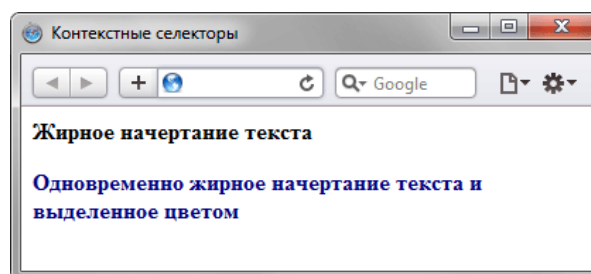 Контекстные селекторы
Google
Жирное начертание текста
Одновременно жирное начертание текста и
выделенное цветом